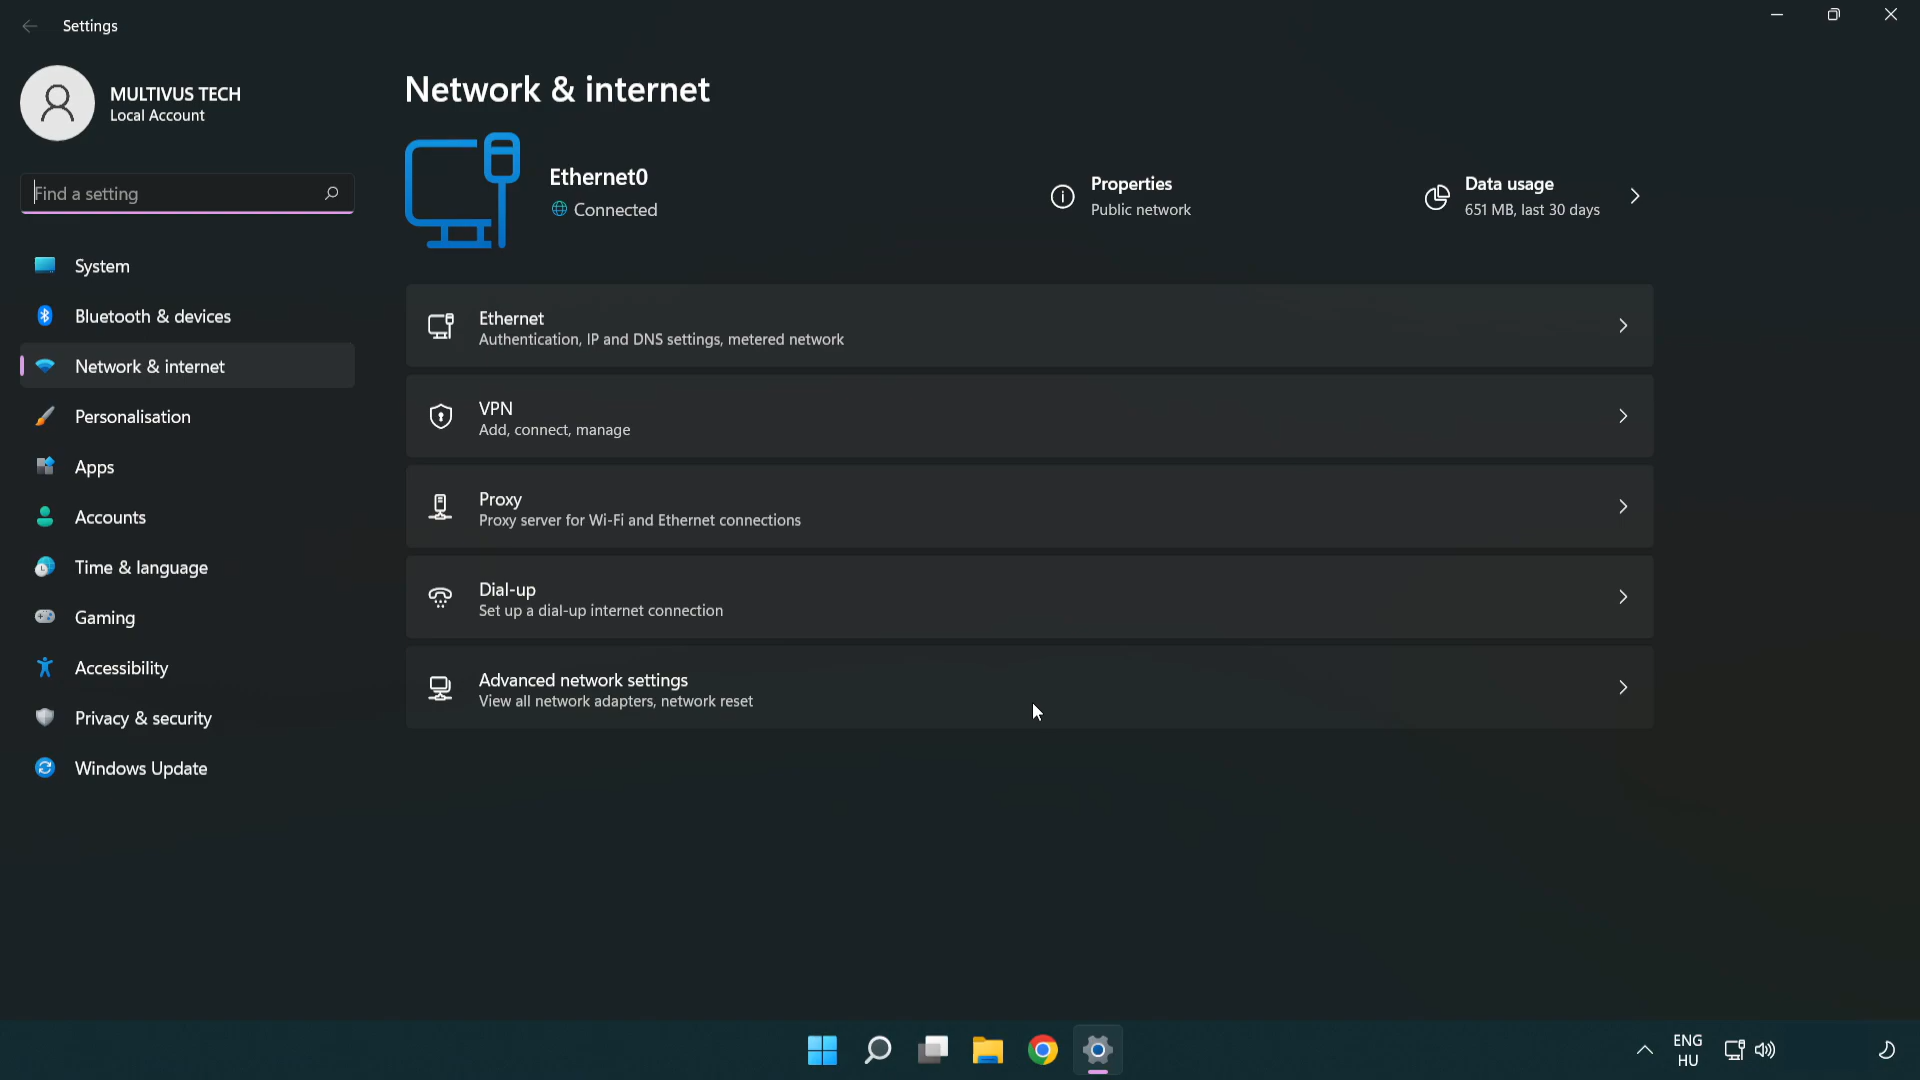 Settings
MULTIVUS TECH
Local Account
Find a setting
System
Bluetooth & devices
Network & internet
Personalisation
Apps
Accounts
Time & language
Gaming
Accessibility
Privacy & security
Windows Update
Network & internet
Ethernet0
Connected
Properties
Public network
Data usage
651 MB, last 30 days
Ethernet
Authentication, IP and DNS settings, metered network
VPN
Add, connect, manage
Proxy
Proxy server for Wi-Fi and Ethernet connections
Dial-up
Set up a dial-up internet connection
Advanced network settings
View all network adapters, network reset
ENG
HU